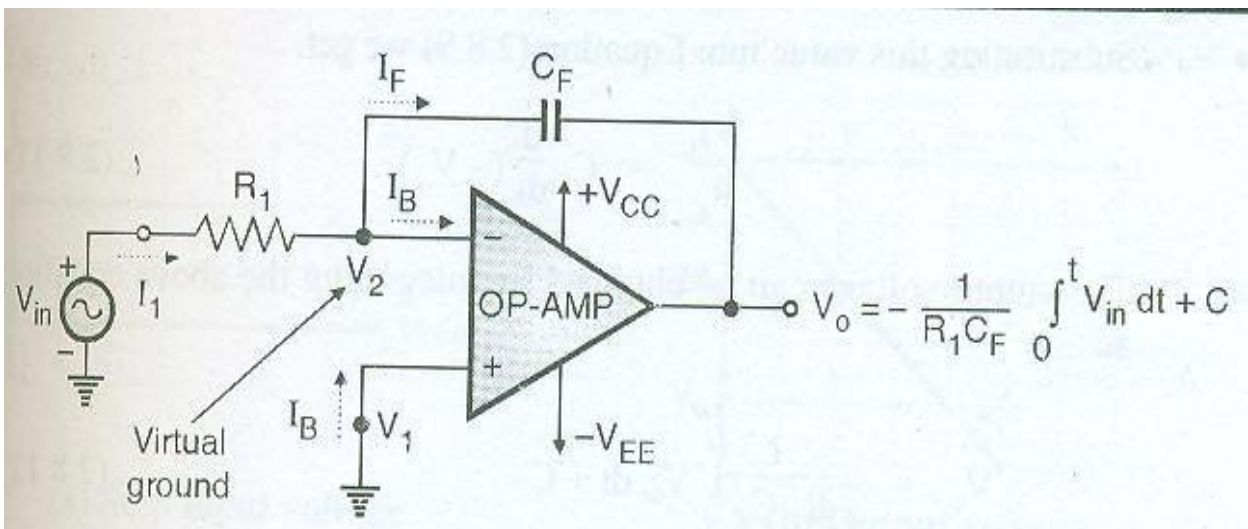 I_F
C_F
R_1
I_B
+V_CC
−
+
V_in
−
I_1
V_2
OP-AMP
V_o = − 1/(R_1C_F) ∫_0^t V_in dt + C
+
I_B
V_1
−V_EE
Virtual
ground